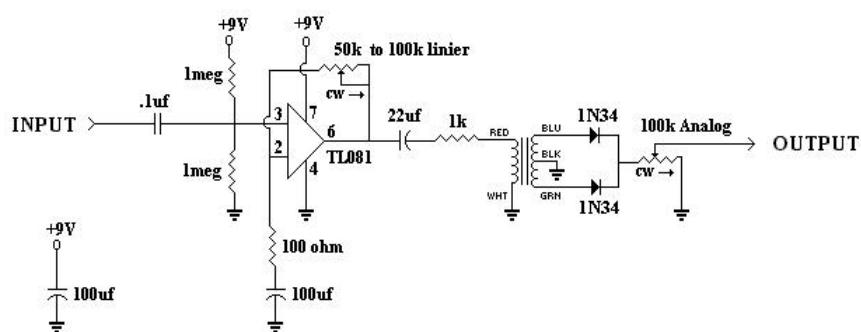 +9V
+9V
50k to 100k linier
1meg
cw →
.1uf
7
22uf
1k
1N34
INPUT
3
6
RED
BLU
100k Analog
OUTPUT
2
TL081
BLK
cw →
1meg
4
WHT
GRN
1N34
+9V
100 ohm
100uf
100uf